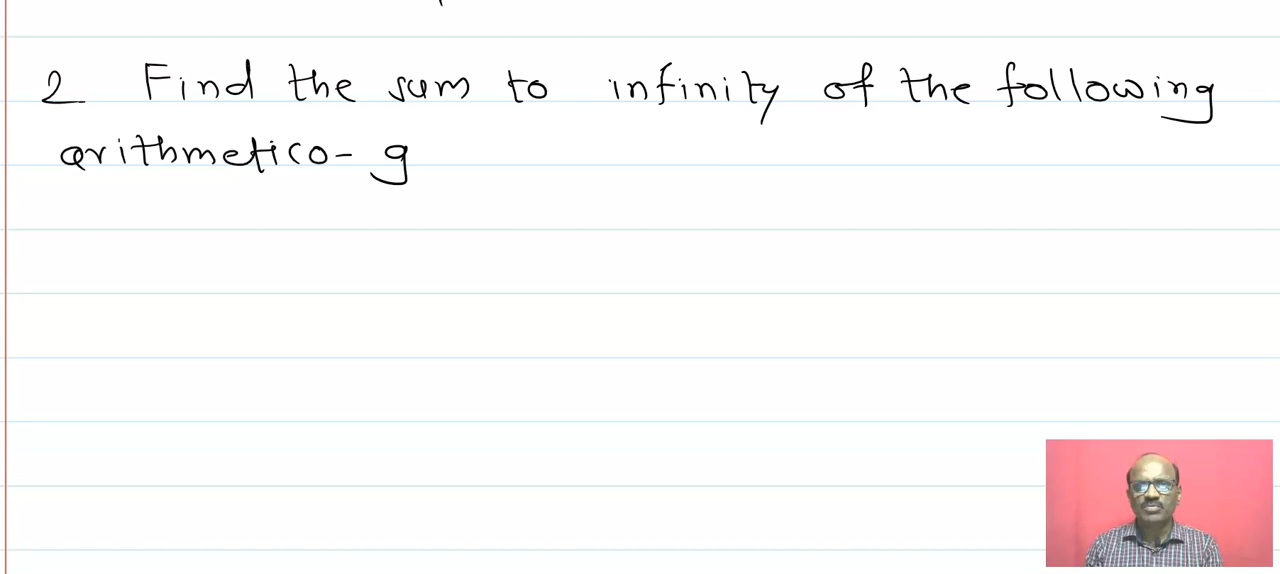 2 Find the sum to infinity of the following
arithmetico- g